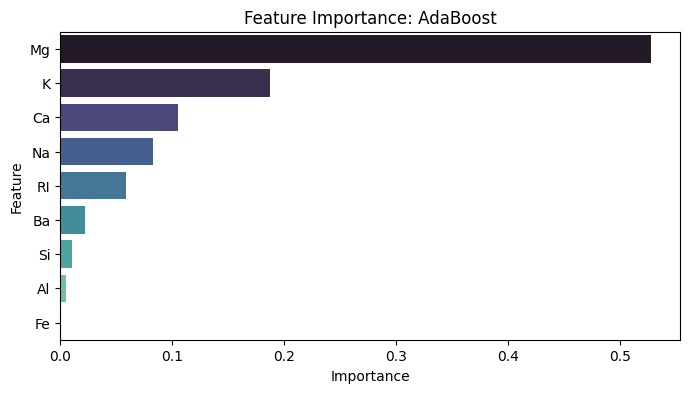 Feature Importance: AdaBoost
Feature
Mg
K
Ca
Na
RI
Ba
Si
Al
Fe
0.0 0.1 0.2 0.3 0.4 0.5
Importance